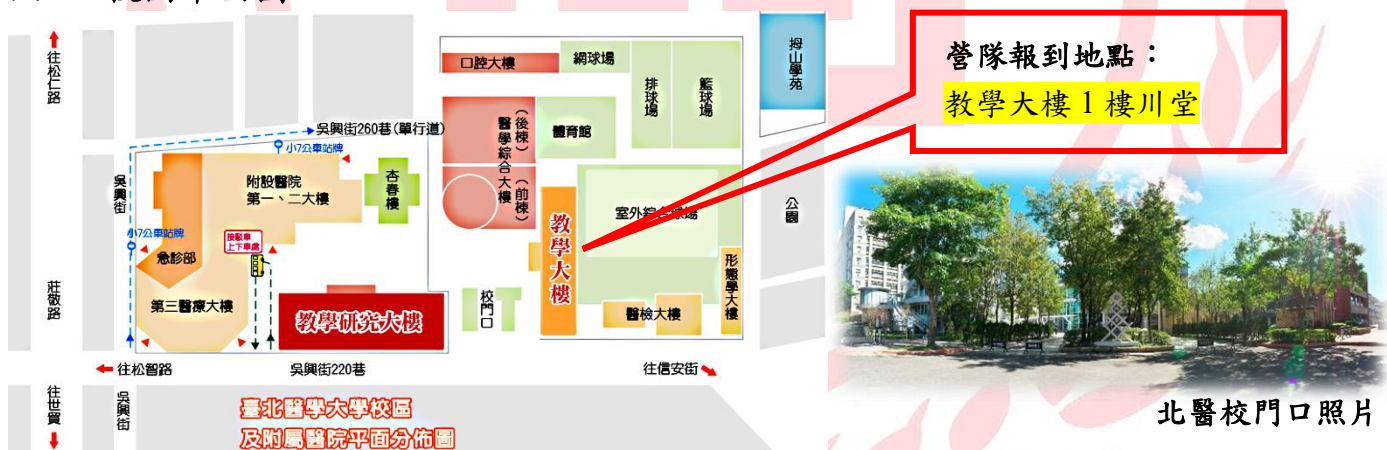 往松仁路
吳興街260巷(單行道)
小7公車站牌
吳興街
附設醫院
第一、二大樓
杏春樓
小7公車站牌
接駁車
上下車處
急診部
第三醫療大樓
教學研究大樓
莊敬路
往松智路
吳興街220巷
往信安街
往世貿
吳興街
臺北醫學大學校區
及附屬醫院平面分佈圖
口腔大樓
網球場
排球場
籃球場
拇山學苑
醫學綜合大樓
(後棟)
(前棟)
體育館
教學大樓
室外綜合球場
公園
形態學大樓
醫檢大樓
校門口
營隊報到地點：
教學大樓1樓川堂
北醫校門口照片